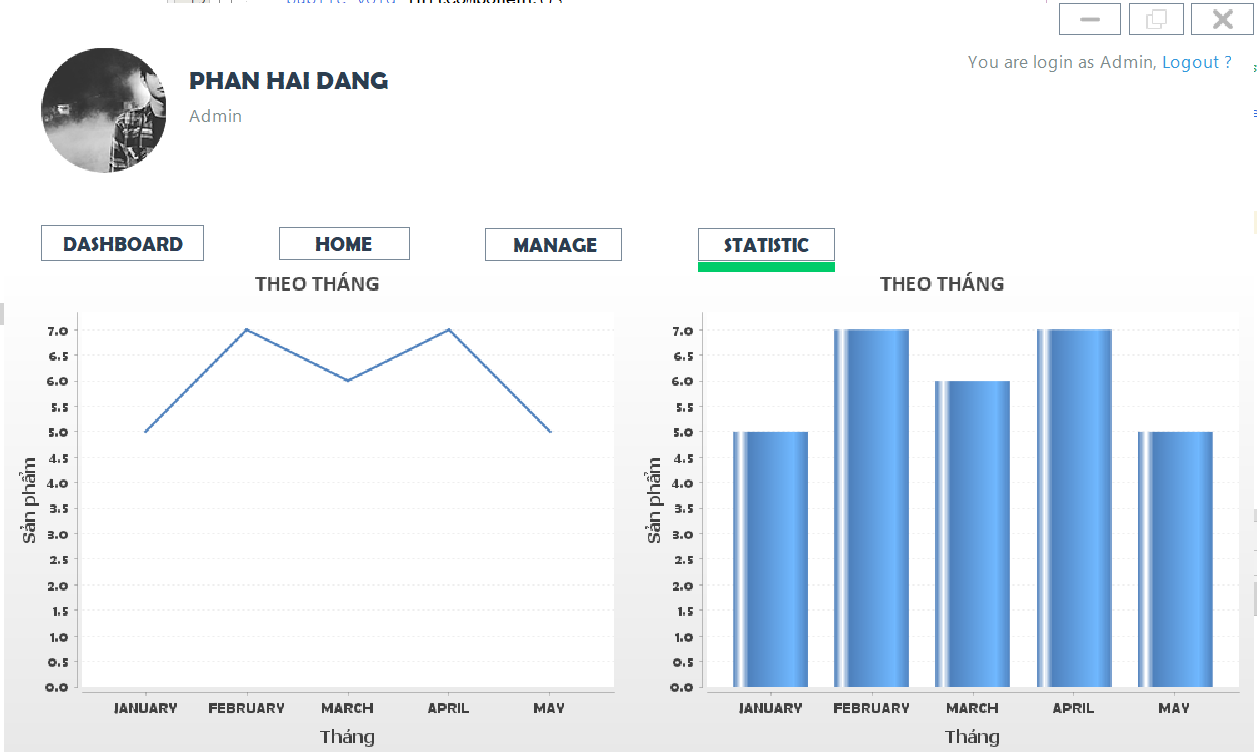 public void initComponent() {
PHAN HAI DANG
Admin
You are login as Admin, Logout ?
DASHBOARD
HOME
MANAGE
STATISTIC
THEO THÁNG
7.0
6.5
6.0
5.5
5.0
4.5
4.0
3.5
3.0
2.5
2.0
1.5
1.0
0.5
0.0
Sản phẩm
JANUARY FEBRUARY MARCH APRIL MAY
Tháng
THEO THÁNG
7.0
6.5
6.0
5.5
5.0
4.5
4.0
3.5
3.0
2.5
2.0
1.5
1.0
0.5
0.0
Sản phẩm
JANUARY FEBRUARY MARCH APRIL MAY
Tháng